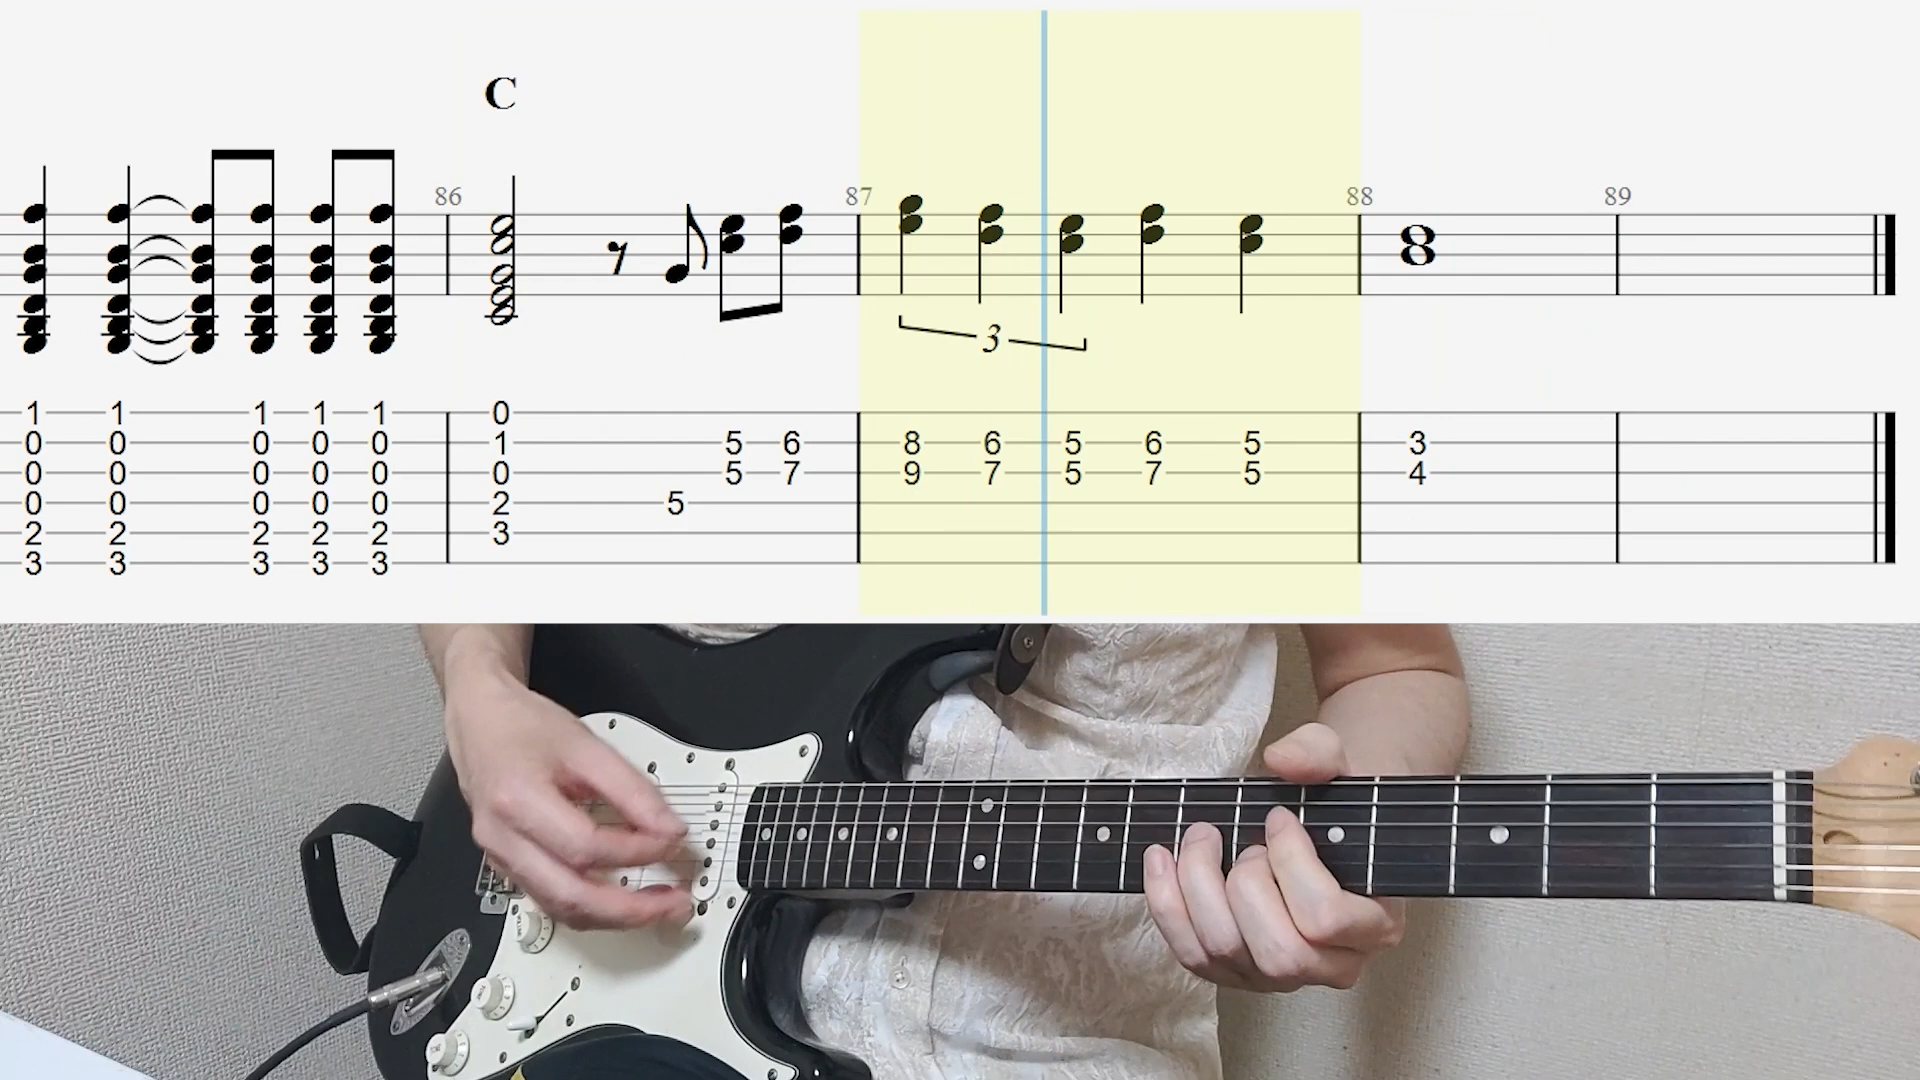 C
86 87 88 89
3
1 1 1 1 1 0 8 6 5 6 5 3
0 0 0 0 0 1 5 6 9 7 5 7 5 4
0 0 0 0 0 0 5 7
0 0 0 0 0 2 5
2 2 2 2 2 3
3 3 3 3 3